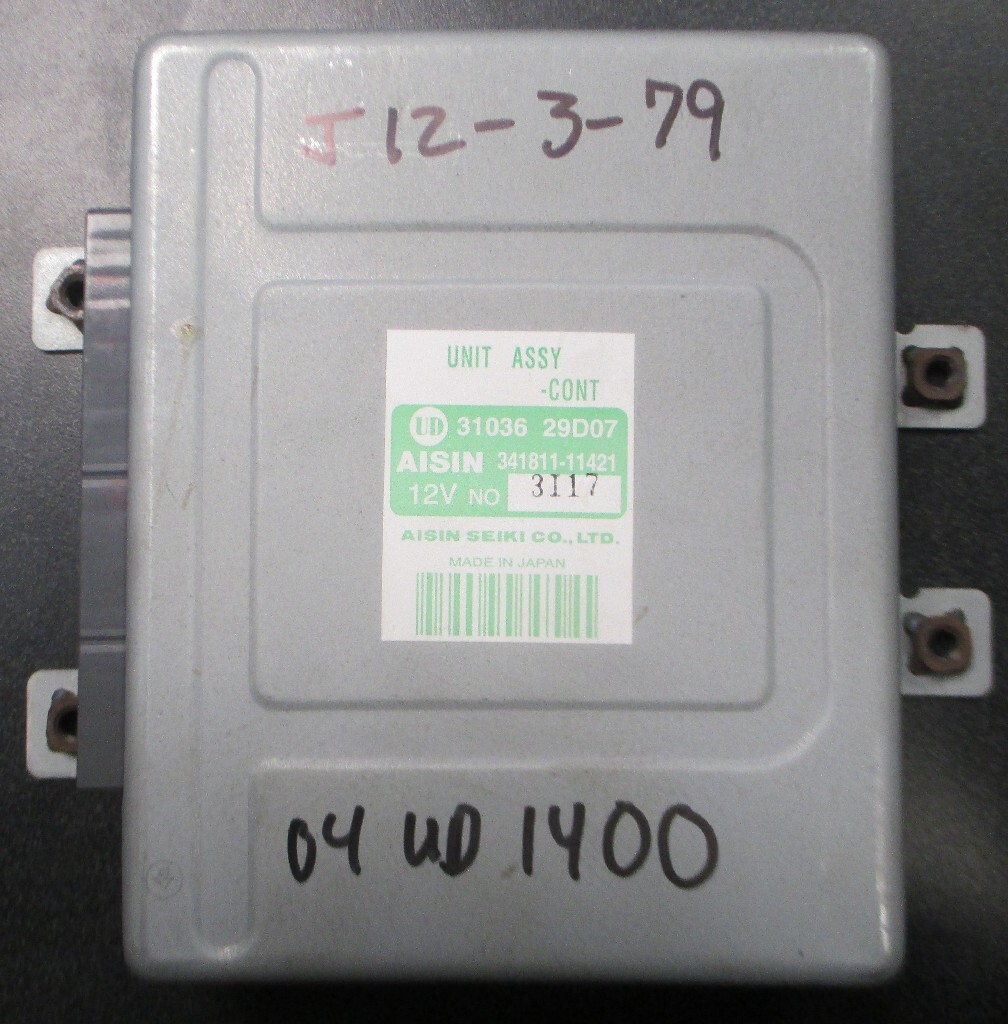 J12-3-79
UNIT ASSY
-CONT
UD 31036 29D07
AISIN 341811-11421
12V NO 3I17
AISIN SEIKI CO.,LTD.
MADE IN JAPAN
04 UD 1400